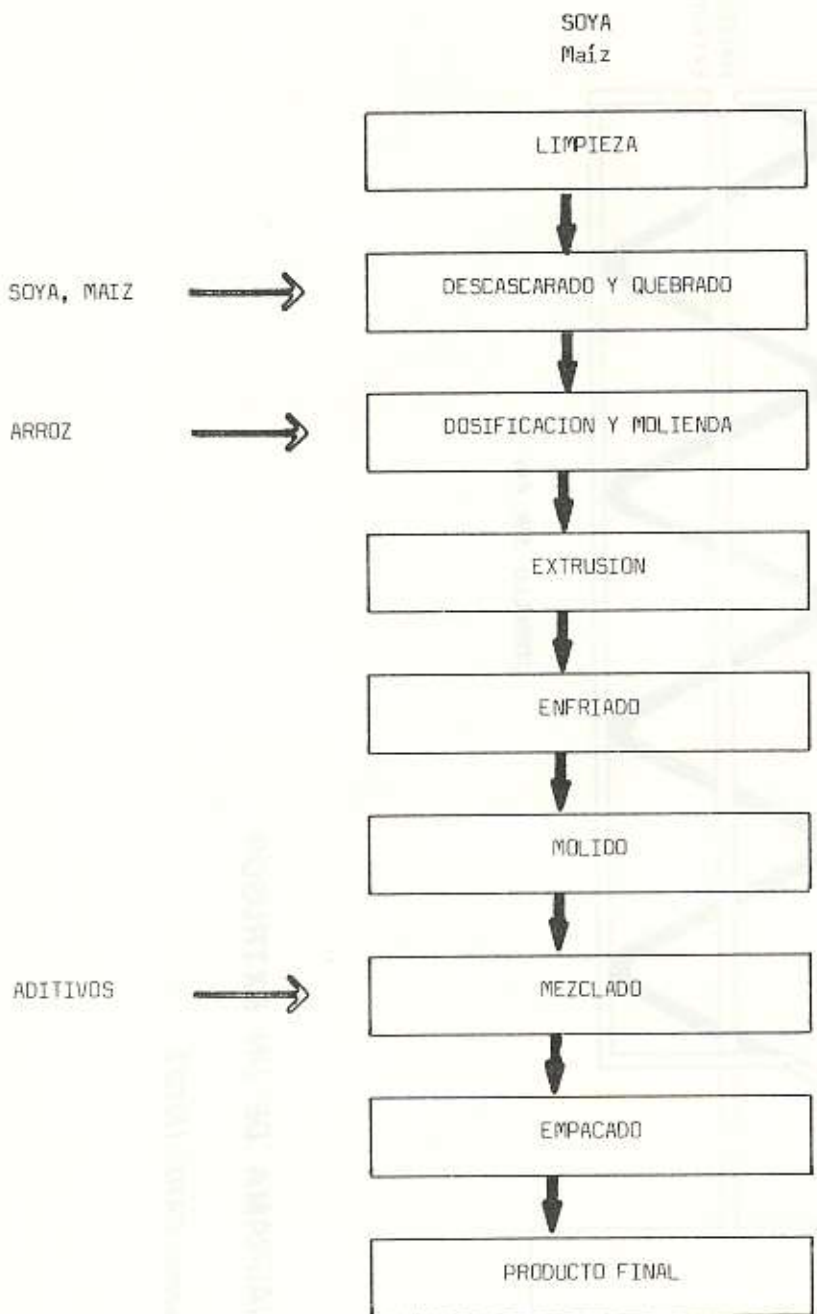 SOYA
Maíz
LIMPIEZA
SOYA, MAIZ
DESCASCARADO Y QUEBRADO
ARROZ
DOSIFICACION Y MOLIENDA
EXTRUSION
ENFRIADO
MOLIDO
ADITIVOS
MEZCLADO
EMPACADO
PRODUCTO FINAL